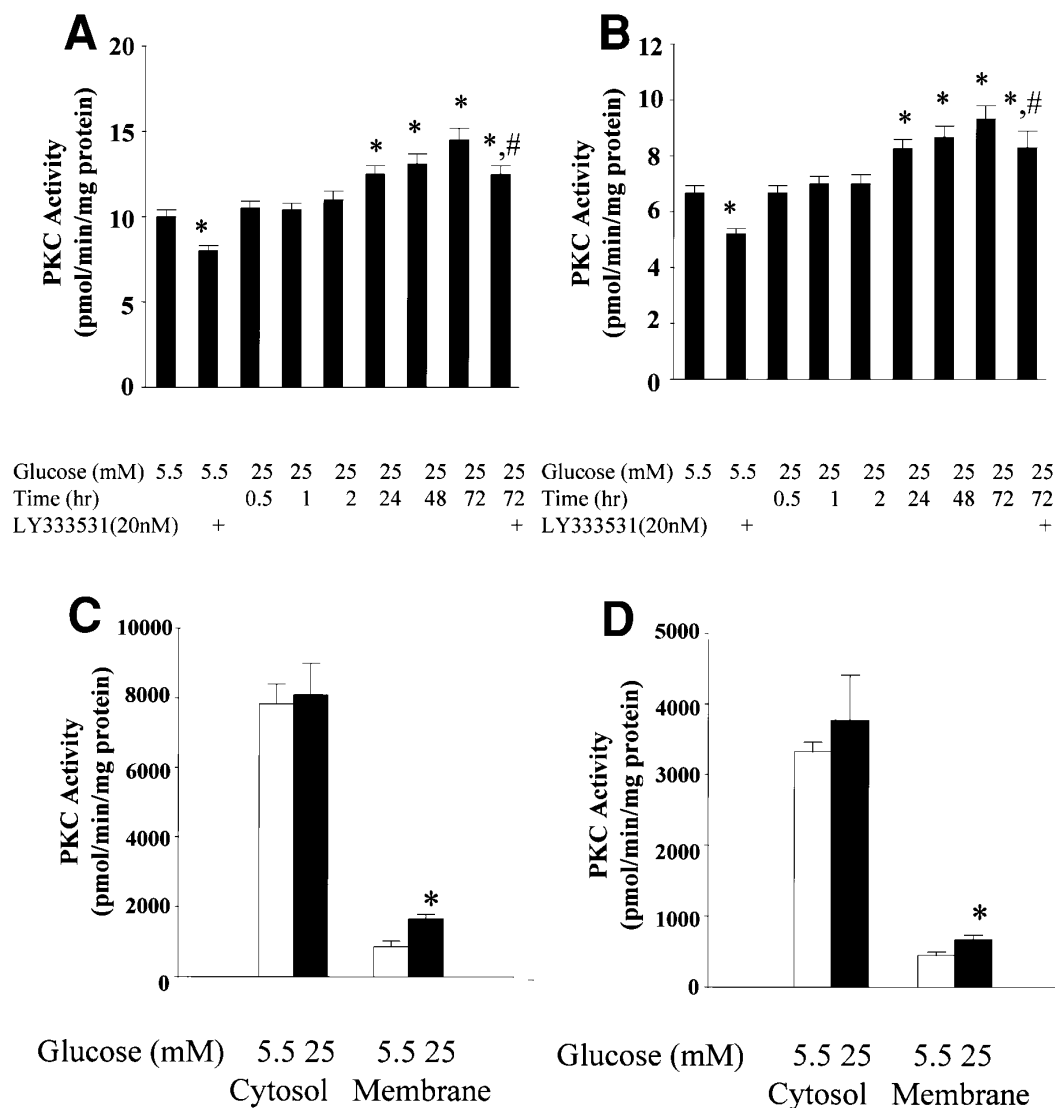 A
20
15
10
5
0
PKC Activity
(pmol/min/mg protein)
*
*
*
*
*,#
Glucose (mM) 5.5 5.5 25 25 25 25 25 25 25
Time (hr) 0.5 1 2 24 48 72 72
LY333531(20nM) + +
B
12
10
8
6
4
2
0
PKC Activity
(pmol/min/mg protein)
*
*
*
*
*,#
Glucose (mM) 5.5 5.5 25 25 25 25 25 25 25
Time (hr) 0.5 1 2 24 48 72 72
LY333531(20nM) + +
C
10000
8000
6000
4000
2000
0
PKC Activity
(pmol/min/mg protein)
*
Glucose (mM) 5.5 25 5.5 25
Cytosol Membrane
D
5000
4000
3000
2000
1000
0
PKC Activity
(pmol/min/mg protein)
*
Glucose (mM) 5.5 25 5.5 25
Cytosol Membrane